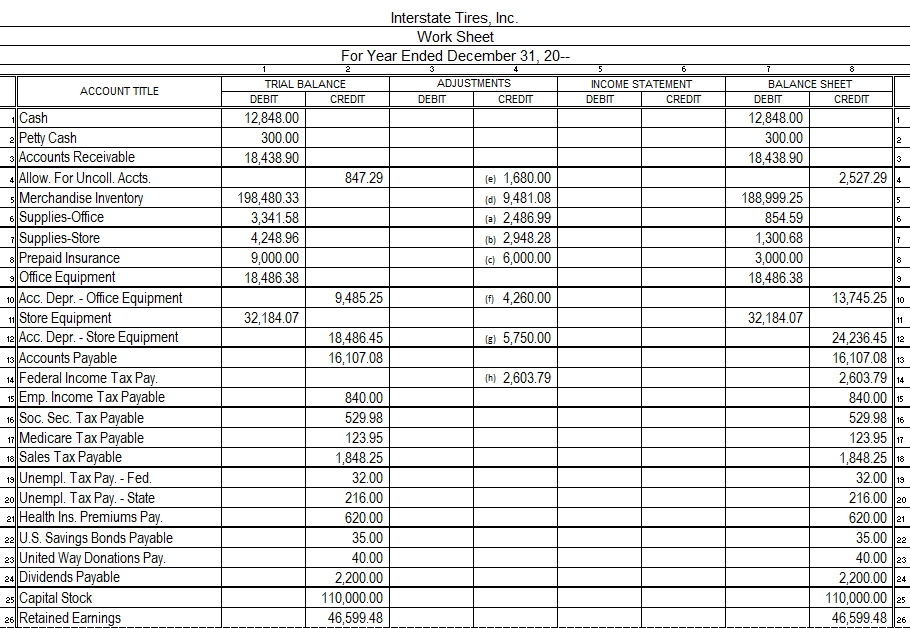 Interstate Tires, Inc.
Work Sheet
For Year Ended December 31, 20--
1 2 3 4 5 6 7 8
ACCOUNT TITLE TRIAL BALANCE ADJUSTMENTS INCOME STATEMENT BALANCE SHEET
DEBIT CREDIT DEBIT CREDIT DEBIT CREDIT DEBIT CREDIT
1 Cash 12,848.00 12,848.00 1
2 Petty Cash 300.00 300.00 2
3 Accounts Receivable 18,438.90 18,438.90 3
4 Allow. For Uncoll. Accts. 847.29 (e) 1,680.00 2,527.29 4
5 Merchandise Inventory 198,480.33 (d) 9,481.08 188,999.25 5
6 Supplies-Office 3,341.58 (a) 2,486.99 854.59 6
7 Supplies-Store 4,248.96 (b) 2,948.28 1,300.68 7
8 Prepaid Insurance 9,000.00 (c) 6,000.00 3,000.00 8
9 Office Equipment 18,486.38 18,486.38 9
10 Acc. Depr. - Office Equipment 9,485.25 (f) 4,260.00 13,745.25 10
11 Store Equipment 32,184.07 32,184.07 11
12 Acc. Depr. - Store Equipment 18,486.45 (g) 5,750.00 24,236.45 12
13 Accounts Payable 16,107.08 16,107.08 13
14 Federal Income Tax Pay. (h) 2,603.79 2,603.79 14
15 Emp. Income Tax Payable 840.00 840.00 15
16 Soc. Sec. Tax Payable 529.98 529.98 16
17 Medicare Tax Payable 123.95 123.95 17
18 Sales Tax Payable 1,848.25 1,848.25 18
19 Unempl. Tax Pay. - Fed. 32.00 32.00 19
20 Unempl. Tax Pay. - State 216.00 216.00 20
21 Health Ins. Premiums Pay. 620.00 620.00 21
22 U.S. Savings Bonds Payable 35.00 35.00 22
23 United Way Donations Pay. 40.00 40.00 23
24 Dividends Payable 2,200.00 2,200.00 24
25 Capital Stock 110,000.00 110,000.00 25
26 Retained Earnings 46,599.48 46,599.48 26